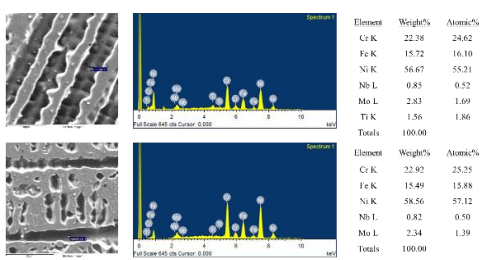 Spectrum 1
0 2 4 6 8 10
Full Scale 645 cts Cursor: 0.000 keV
Element Weight% Atomic%
Cr K 22.38 24.62
Fe K 15.72 16.10
Ni K 56.67 55.21
Nb L 0.85 0.52
Mo L 2.83 1.69
Ti K 1.56 1.86
Totals 100.00
Spectrum 1
0 2 4 6 8 10
Full Scale 645 cts Cursor: 0.000 keV
Element Weight% Atomic%
Cr K 22.92 25.25
Fe K 15.49 15.88
Ni K 58.56 57.12
Nb L 0.82 0.50
Mo L 2.34 1.39
Totals 100.00